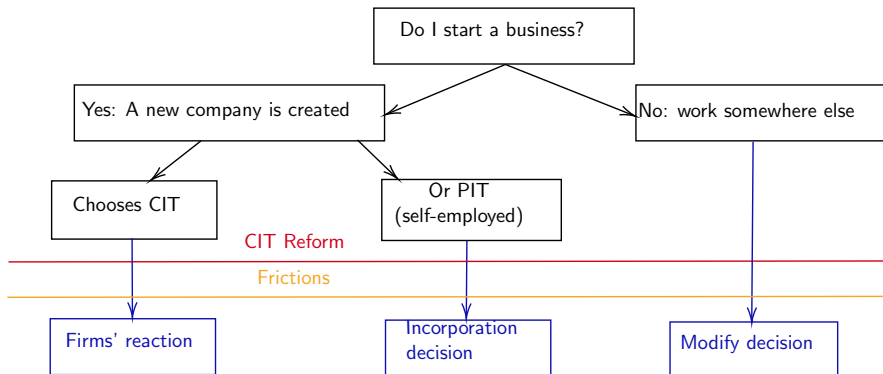 Do I start a business?
Yes: A new company is created
No: work somewhere else
Chooses CIT
Or PIT
(self-employed)
CIT Reform
Frictions
Firms' reaction
Incorporation
decision
Modify decision